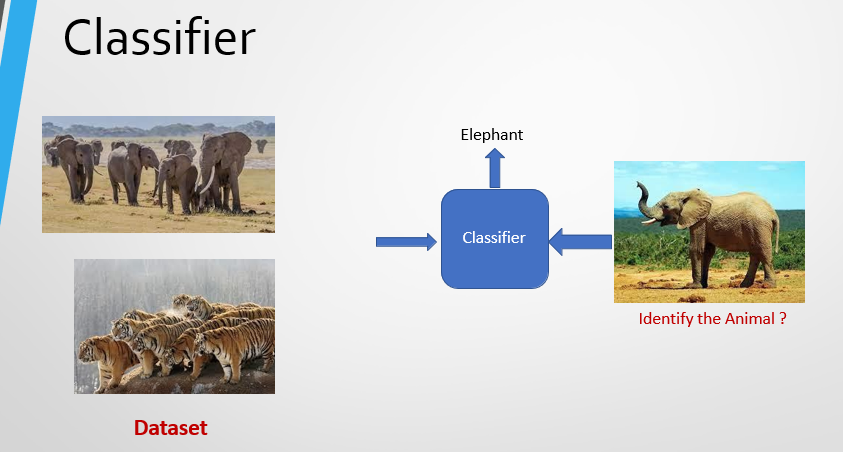 Classifier
Elephant
Classifier
Identify the Animal ?
Dataset